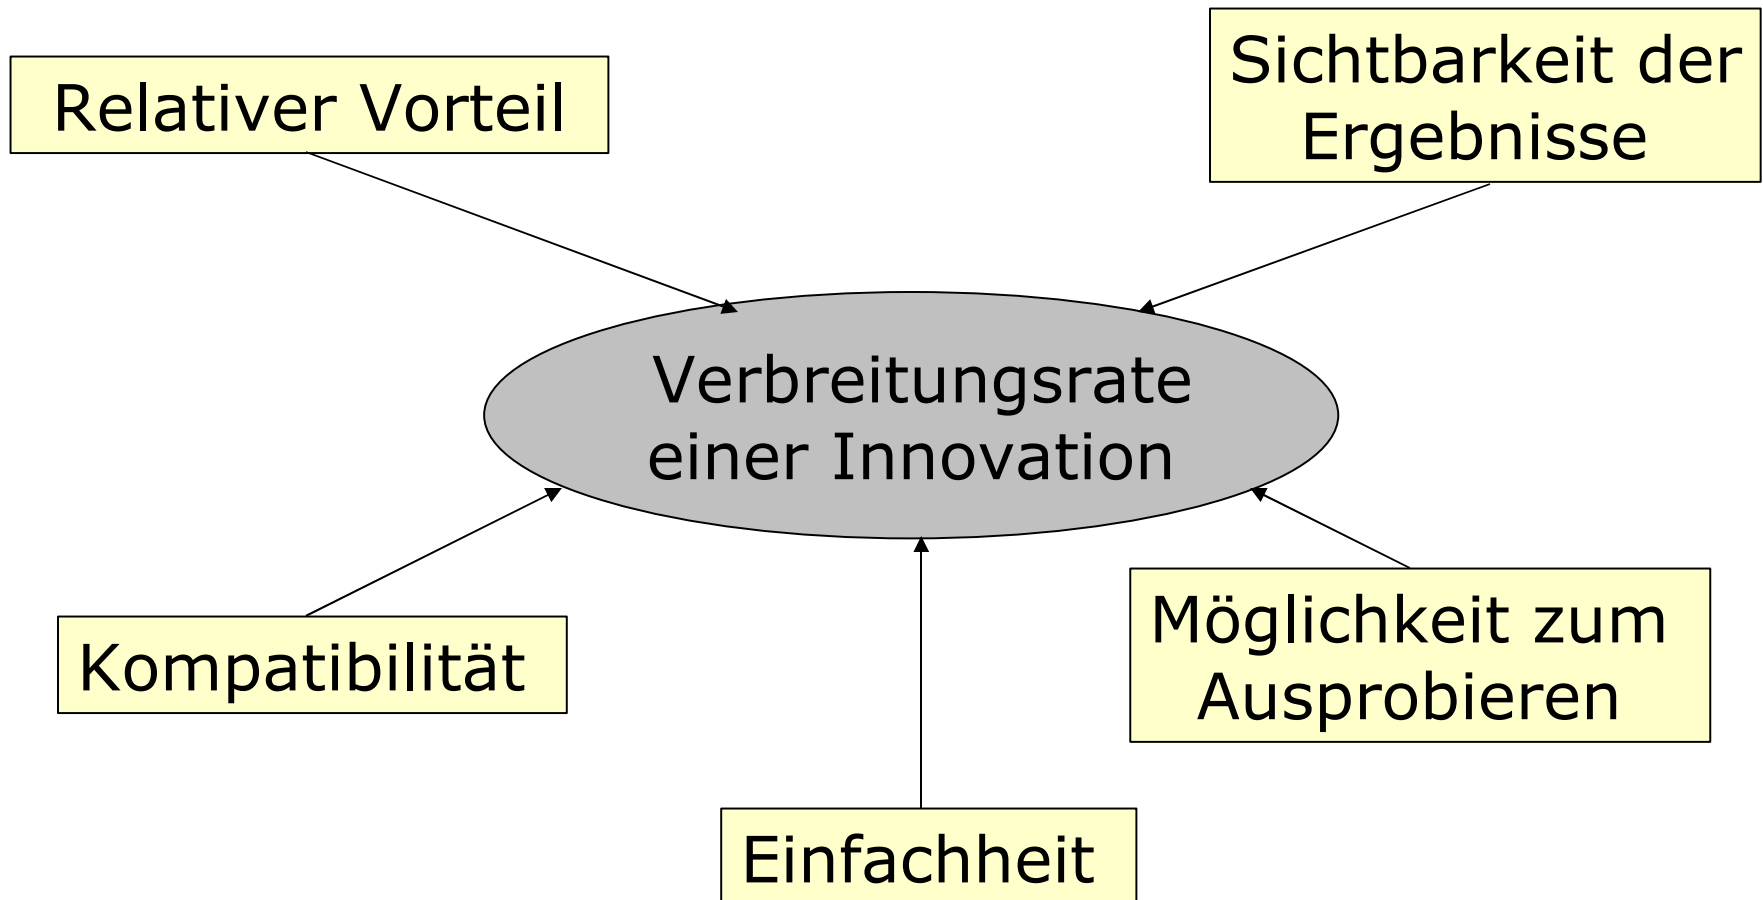 Relativer Vorteil
Sichtbarkeit der
Ergebnisse
Verbreitungsrate
einer Innovation
Kompatibilität
Möglichkeit zum
Ausprobieren
Einfachheit